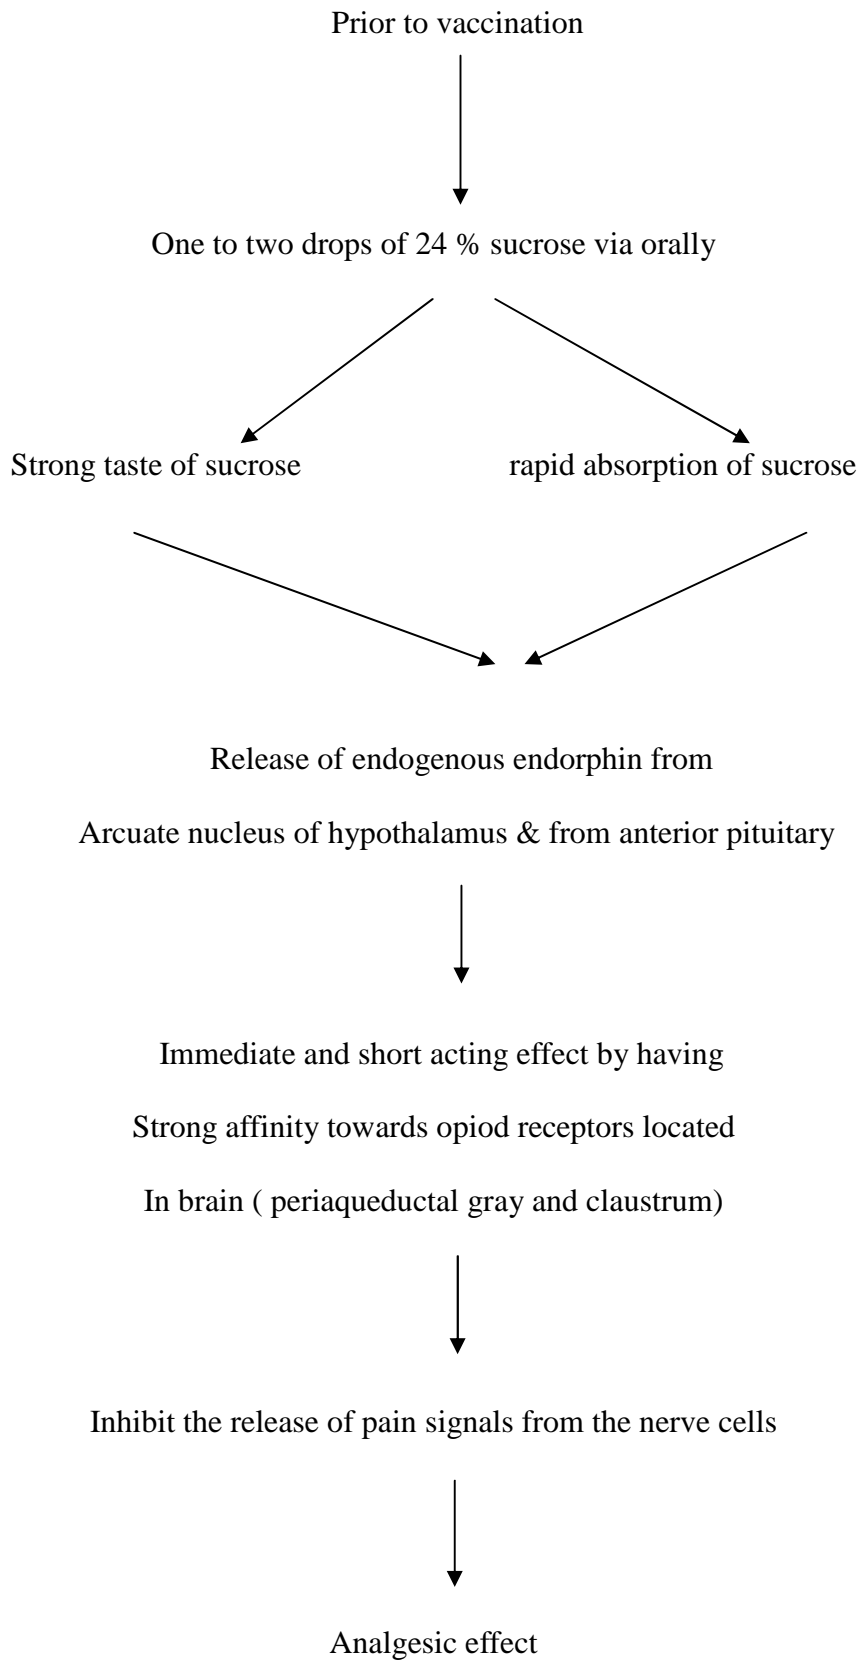 Prior to vaccination
One to two drops of 24 % sucrose via orally
Strong taste of sucrose
rapid absorption of sucrose
Release of endogenous endorphin from
Arcuate nucleus of hypothalamus & from anterior pituitary
Immediate and short acting effect by having
Strong affinity towards opiod receptors located
In brain ( periaqueductal gray and claustrum)
Inhibit the release of pain signals from the nerve cells
Analgesic effect